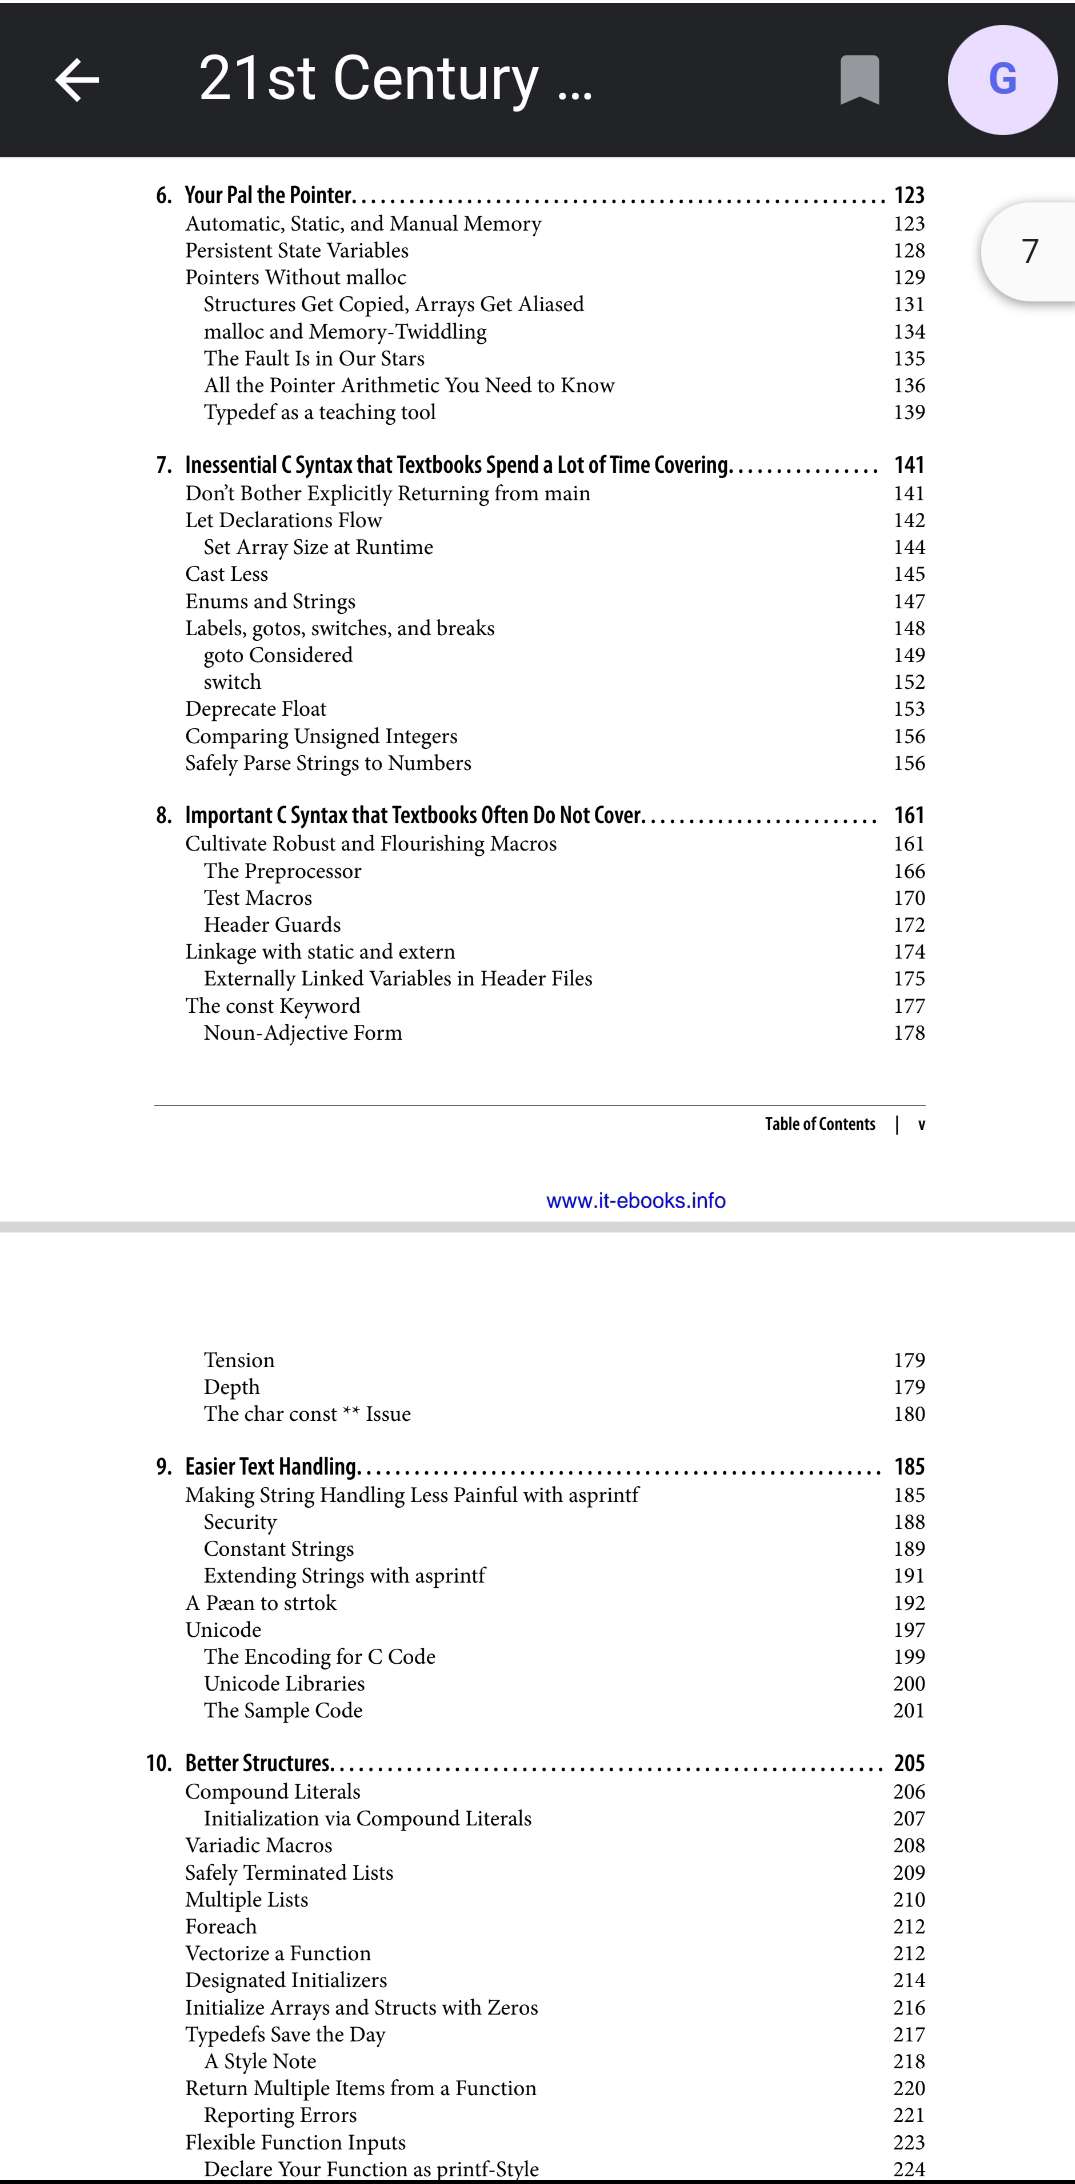 21st Century ...
G
7
6. Your Pal the Pointer. . . . . . . . . . . . . . . . . . . . . . . . . . . . . . . . . . . . . . . . . . . . . . . . . . . . . . . . 123
Automatic, Static, and Manual Memory 123
Persistent State Variables 128
Pointers Without malloc 129
Structures Get Copied, Arrays Get Aliased 131
malloc and Memory-Twiddling 134
The Fault Is in Our Stars 135
All the Pointer Arithmetic You Need to Know 136
Typedef as a teaching tool 139
7. Inessential C Syntax that Textbooks Spend a Lot of Time Covering. . . . . . . . . . . . . . . . 141
Don’t Bother Explicitly Returning from main 141
Let Declarations Flow 142
Set Array Size at Runtime 144
Cast Less 145
Enums and Strings 147
Labels, gotos, switches, and breaks 148
goto Considered 149
switch 152
Deprecate Float 153
Comparing Unsigned Integers 156
Safely Parse Strings to Numbers 156
8. Important C Syntax that Textbooks Often Do Not Cover. . . . . . . . . . . . . . . . . . . . . . . . . 161
Cultivate Robust and Flourishing Macros 161
The Preprocessor 166
Test Macros 170
Header Guards 172
Linkage with static and extern 174
Externally Linked Variables in Header Files 175
The const Keyword 177
Noun-Adjective Form 178
Table of Contents | v
www.it-ebooks.info
Tension 179
Depth 179
The char const ** Issue 180
9. Easier Text Handling. . . . . . . . . . . . . . . . . . . . . . . . . . . . . . . . . . . . . . . . . . . . . . . . . . . . . . . 185
Making String Handling Less Painful with asprintf 185
Security 188
Constant Strings 189
Extending Strings with asprintf 191
A Pæan to strtok 192
Unicode 197
The Encoding for C Code 199
Unicode Libraries 200
The Sample Code 201
10. Better Structures. . . . . . . . . . . . . . . . . . . . . . . . . . . . . . . . . . . . . . . . . . . . . . . . . . . . . . . . . . 205
Compound Literals 206
Initialization via Compound Literals 207
Variadic Macros 208
Safely Terminated Lists 209
Multiple Lists 210
Foreach 212
Vectorize a Function 212
Designated Initializers 214
Initialize Arrays and Structs with Zeros 216
Typedefs Save the Day 217
A Style Note 218
Return Multiple Items from a Function 220
Reporting Errors 221
Flexible Function Inputs 223
Declare Your Function as printf-Style 224